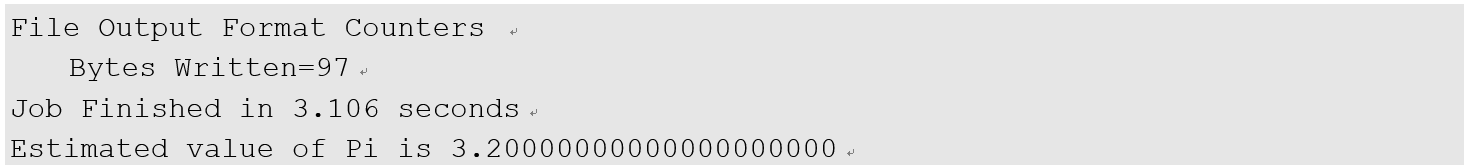 File Output Format Counters
Bytes Written=97
Job Finished in 3.106 seconds
Estimated value of Pi is 3.20000000000000000000